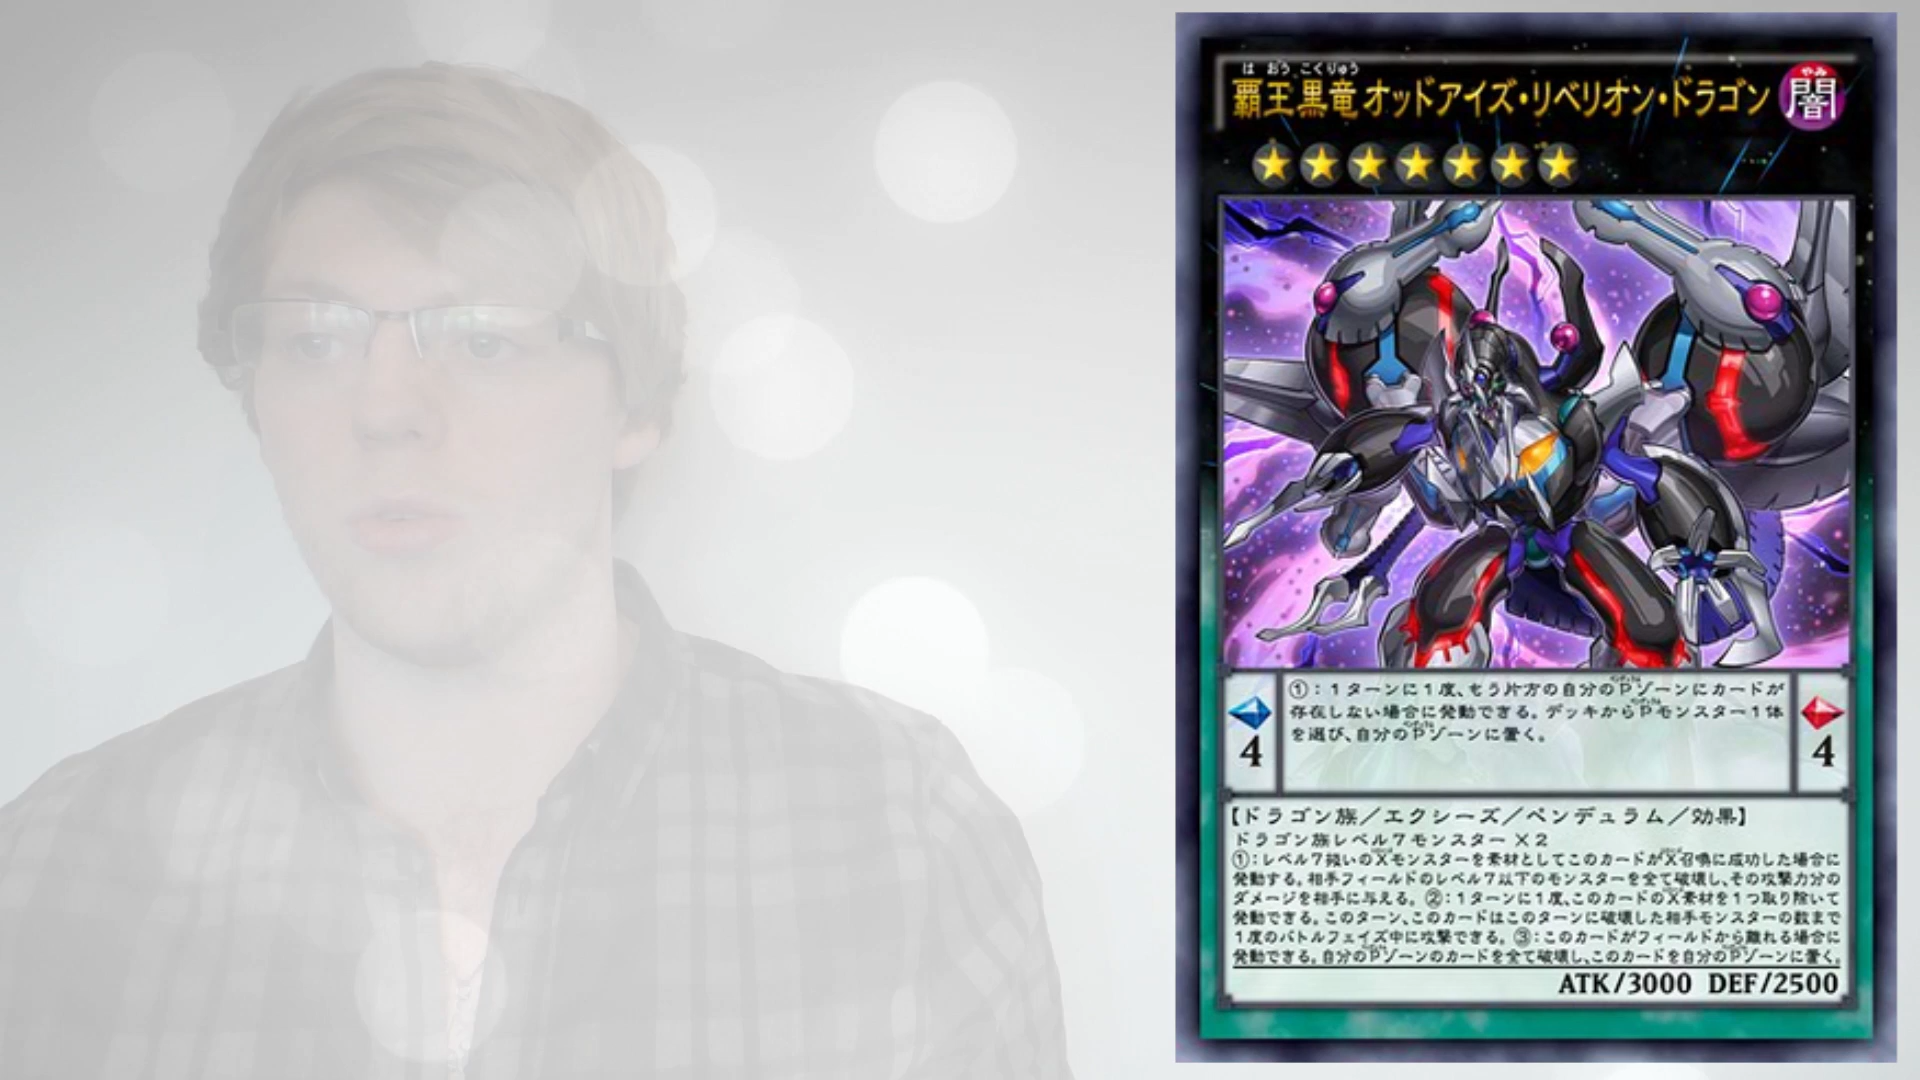 はおうこくりゅう
覇王黒竜オッドアイズ・リベリオン・ドラゴン
やみ
闇
①：１ターンに１度、もう片方の自分のＰゾーンにカードが
存在しない場合に発動できる。デッキからＰモンスター１体
を選び、自分のＰゾーンに置く。
4
4
【ドラゴン族／エクシーズ／ペンデュラム／効果】
ドラゴン族レベル７モンスター×２
①：レベル７扱いのＸモンスターを素材としてこのカードがＸ召喚に成功した場合に
発動する。相手フィールドのレベル７以下のモンスターを全て破壊し、その攻撃力分の
ダメージを相手に与える。②：１ターンに１度、このカードのＸ素材を１つ取り除いて
発動できる。このターン、このカードはこのターンに破壊した相手モンスターの数まで
１度のバトルフェイズ中に攻撃できる。③：このカードがフィールドから離れる場合に
発動できる。自分のＰゾーンのカードを全て破壊し、このカードを自分のＰゾーンに置く。
ATK/3000 DEF/2500